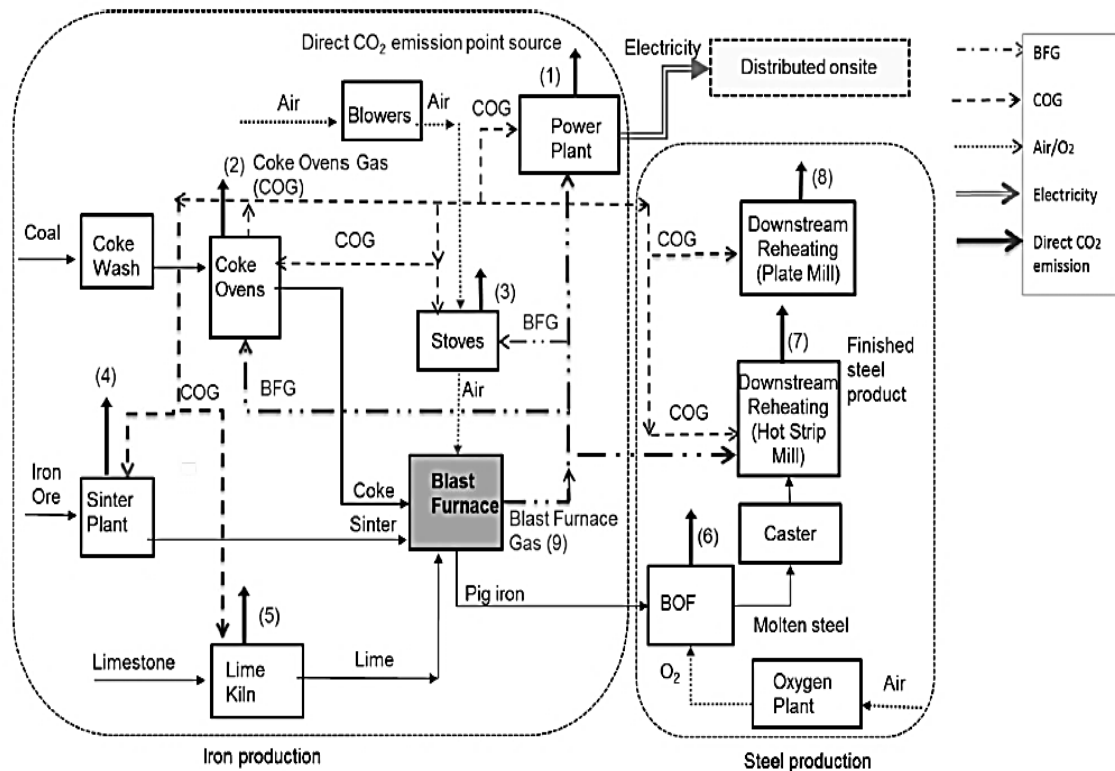 Direct CO₂ emission point source
Electricity
Distributed onsite
(1)
Air
Blowers
Air
COG
Power
Plant
(2)
Coke Ovens Gas
(COG)
Coal
Coke
Wash
Coke
Ovens
COG
(3)
Stoves
BFG
BFG
Air
(4)
COG
Iron
Ore
Sinter
Plant
Coke
Sinter
Blast
Furnace
Blast Furnace
Gas (9)
Pig iron
(5)
Limestone
Lime
Kiln
Lime
Iron production
(8)
COG
Downstream
Reheating
(Plate Mill)
(7)
Finished
steel
product
COG
Downstream
Reheating
(Hot Strip
Mill)
(6)
Caster
BOF
Molten steel
O₂
Oxygen
Plant
Air
Steel production
BFG
COG
Air/O₂
Electricity
Direct CO₂
emission